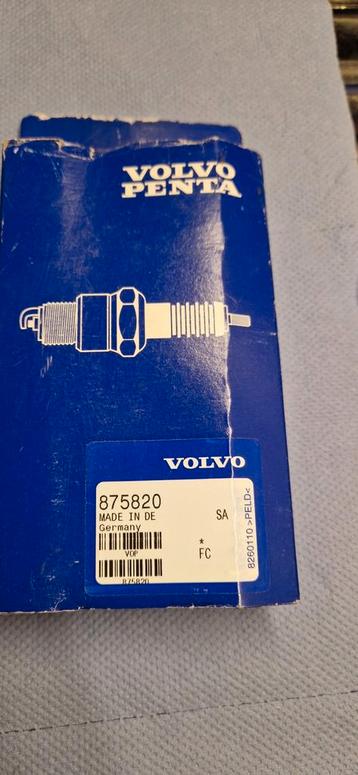 VOLVO
PENTA
VOLVO
875820
MADE IN DE
SA
Germany
*
VOP
FC
875820
8260110 >PELD<